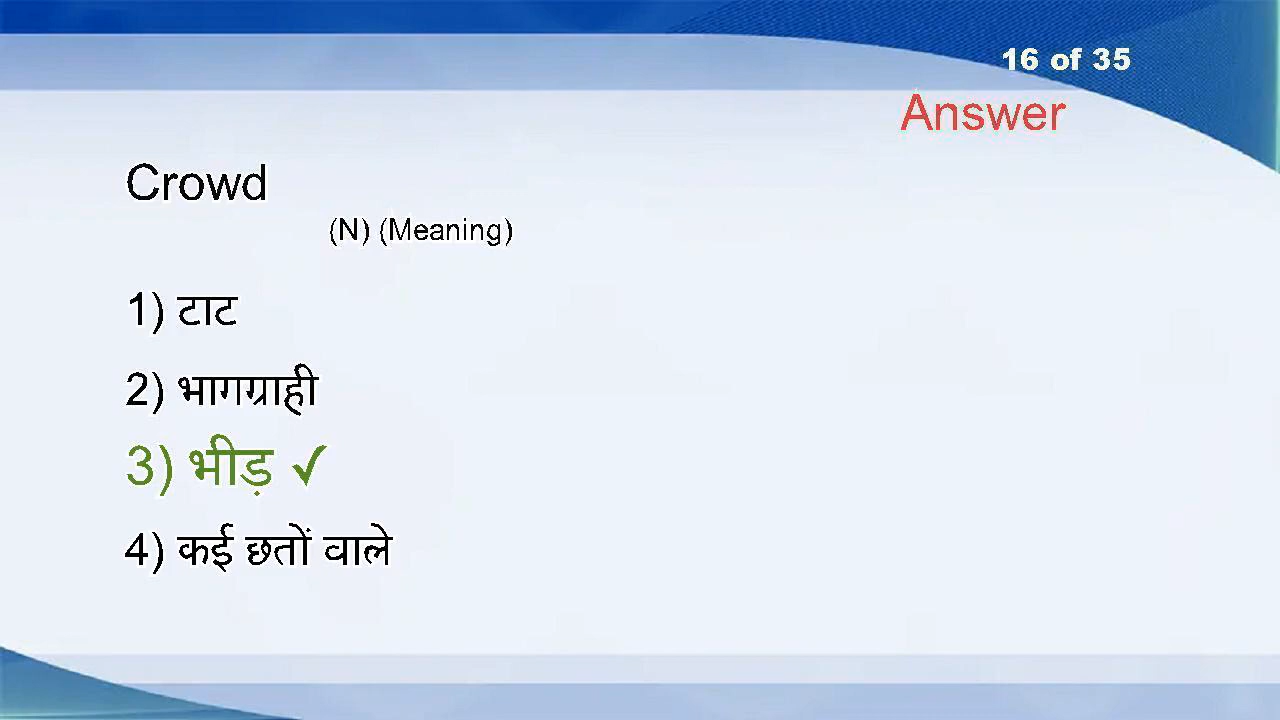 16 of 35
Answer
Crowd
(N) (Meaning)
1) टाट
2) भागग्राही
3) भीड़ ✓
4) कई छतों वाले